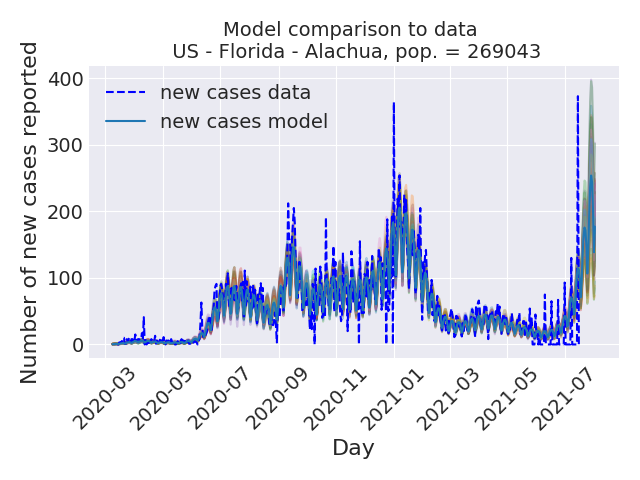 Model comparison to data
US - Florida - Alachua, pop. = 269043
new cases data
new cases model
Number of new cases reported
400
300
200
100
0
2020-03
2020-05
2020-07
2020-09
2020-11
2021-01
2021-03
2021-05
2021-07
Day